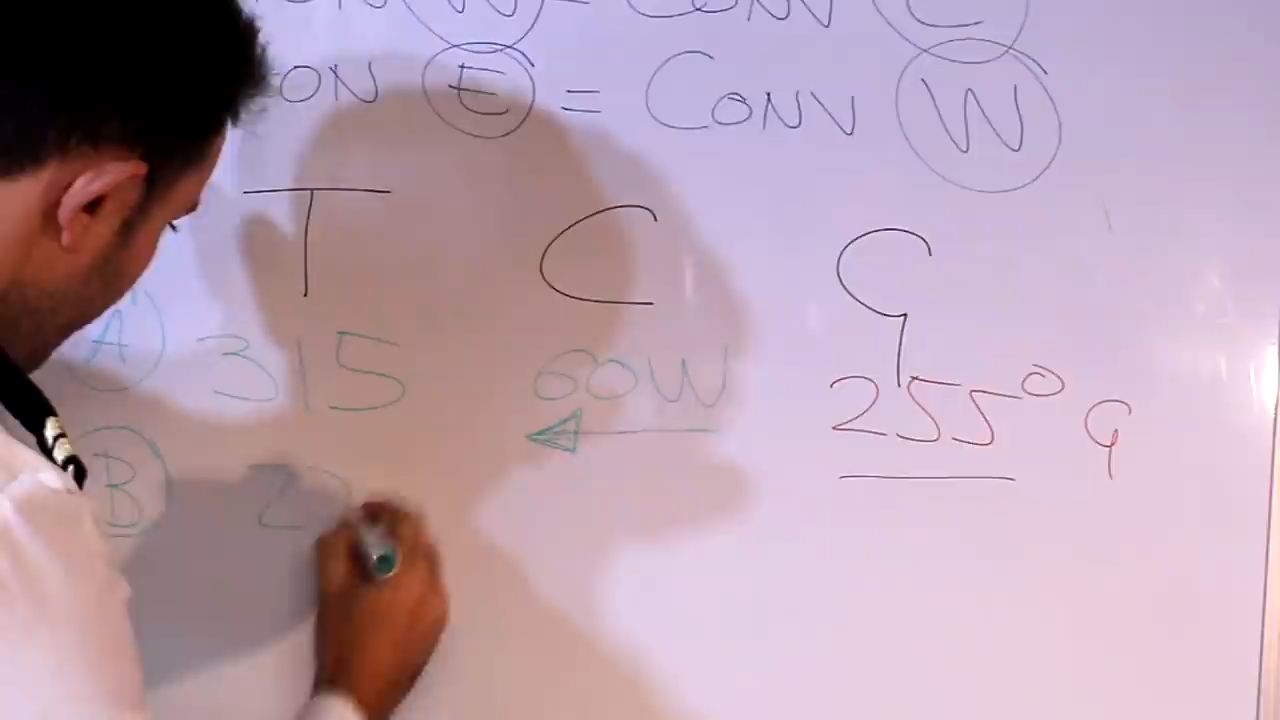 ON W = CONV E
ON E = CONV W
T C G
A 315 60W 255° G
B 2